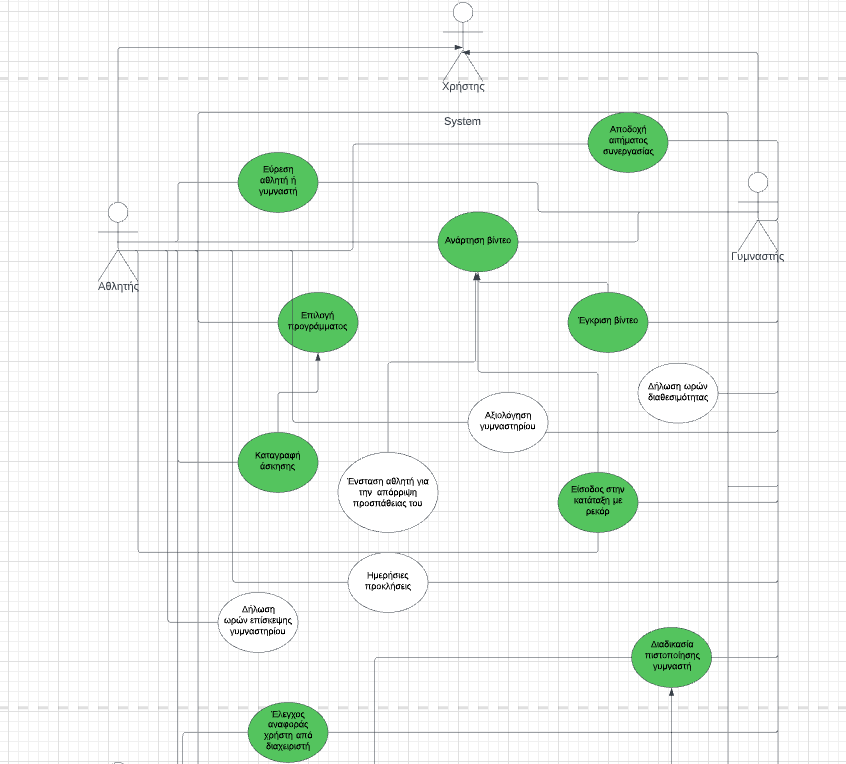 Χρήστης
System
Αποδοχή
αιτήματος
συνεργασίας
Εύρεση
αθλητή ή
γυμναστή
Ανάρτηση βίντεο
Γυμναστής
Αθλητής
Επιλογή
προγράμματος
Έγκριση βίντεο
Δήλωση ωρών
διαθεσιμότητας
Αξιολόγηση
γυμναστηρίου
Καταγραφή
άσκησης
Ένσταση αθλητή για
την απόρριψη
προσπάθειας του
Είσοδος στην
κατάταξη με
ρεκόρ
Ημερήσιες
προκλήσεις
Δήλωση
ωρών επίσκεψης
γυμναστηρίου
Διαδικασία
πιστοποίησης
γυμναστή
Έλεγχος
αναφοράς
χρήστη από
διαχειριστή